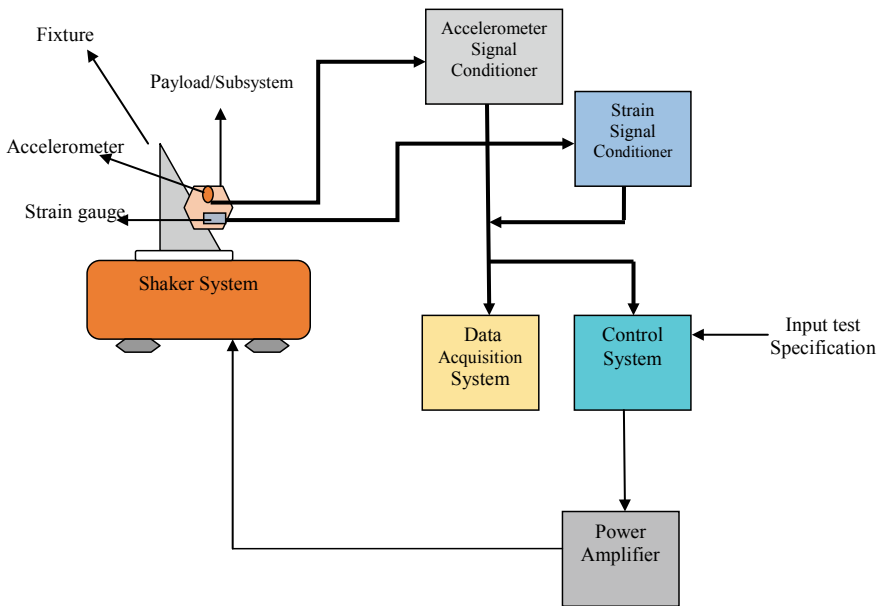 Fixture
Payload/Subsystem
Accelerometer
Strain gauge
Shaker System
Accelerometer
Signal
Conditioner
Strain
Signal
Conditioner
Data
Acquisition
System
Control
System
Input test
Specification
Power
Amplifier